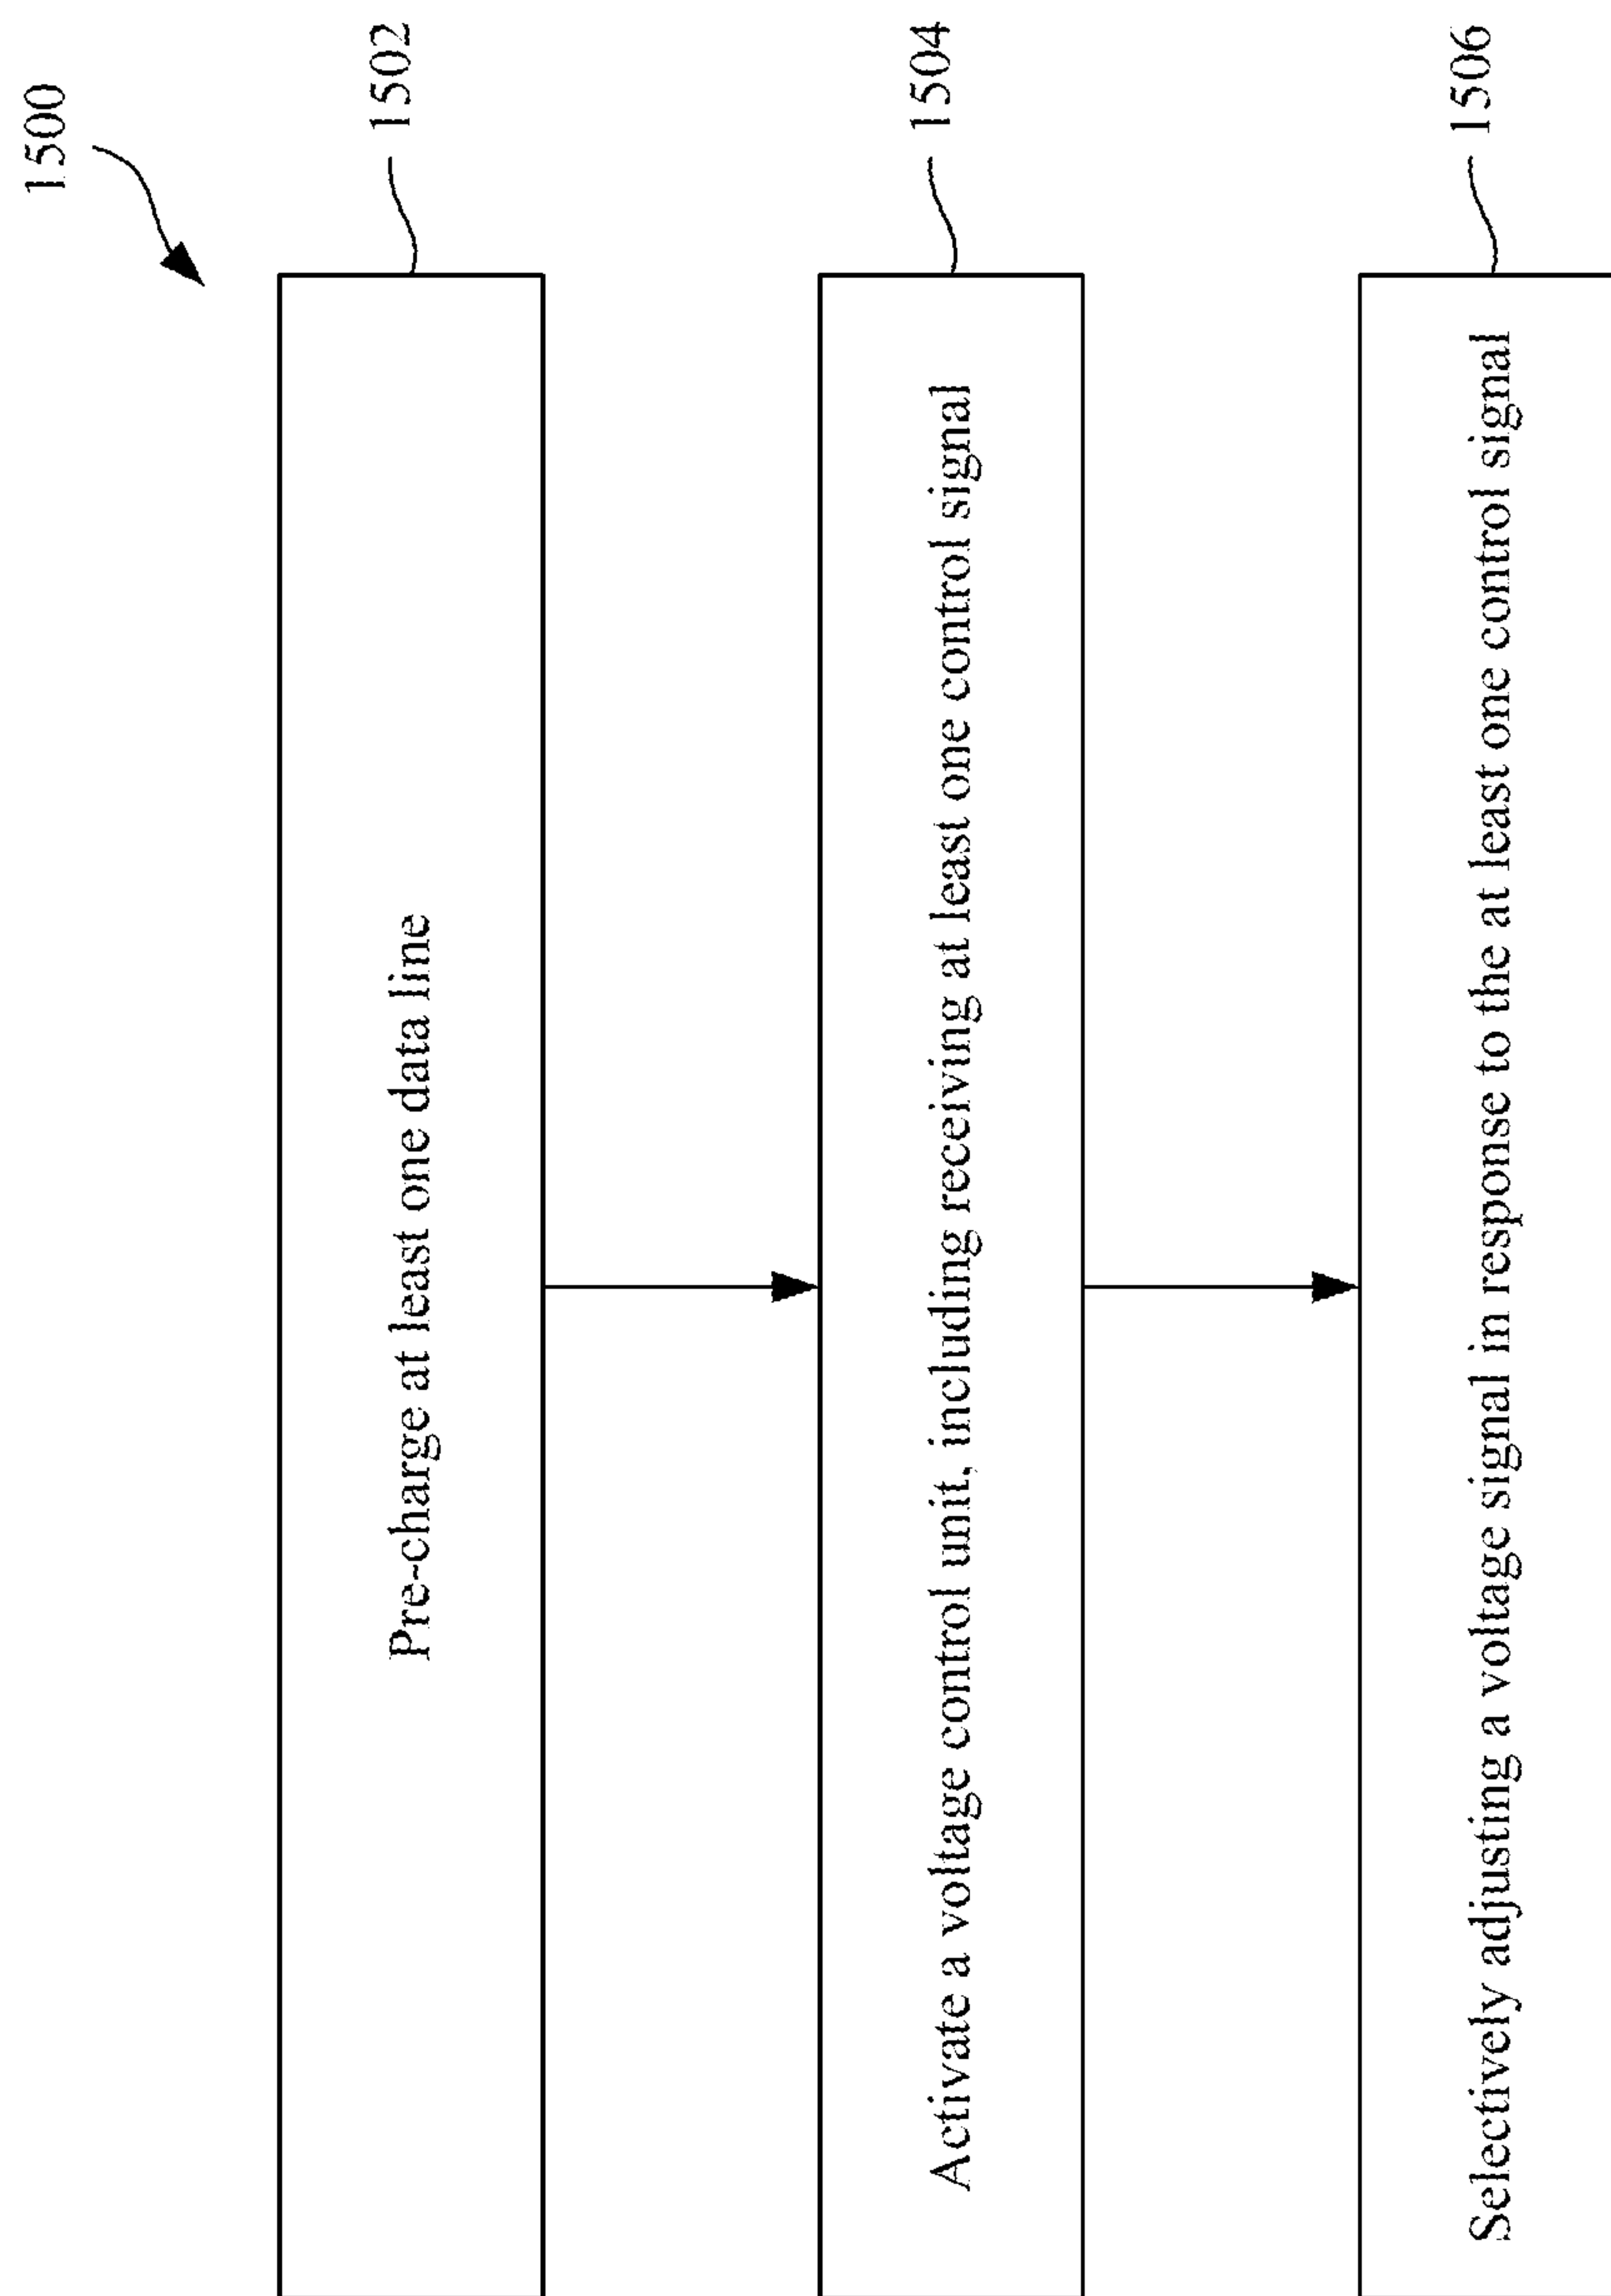 1500
1502
Pre-charge at least one data line
1504
Activate a voltage control unit, including receiving at least one control signal
1506
Selectively adjusting a voltage signal in response to the at least one control signal